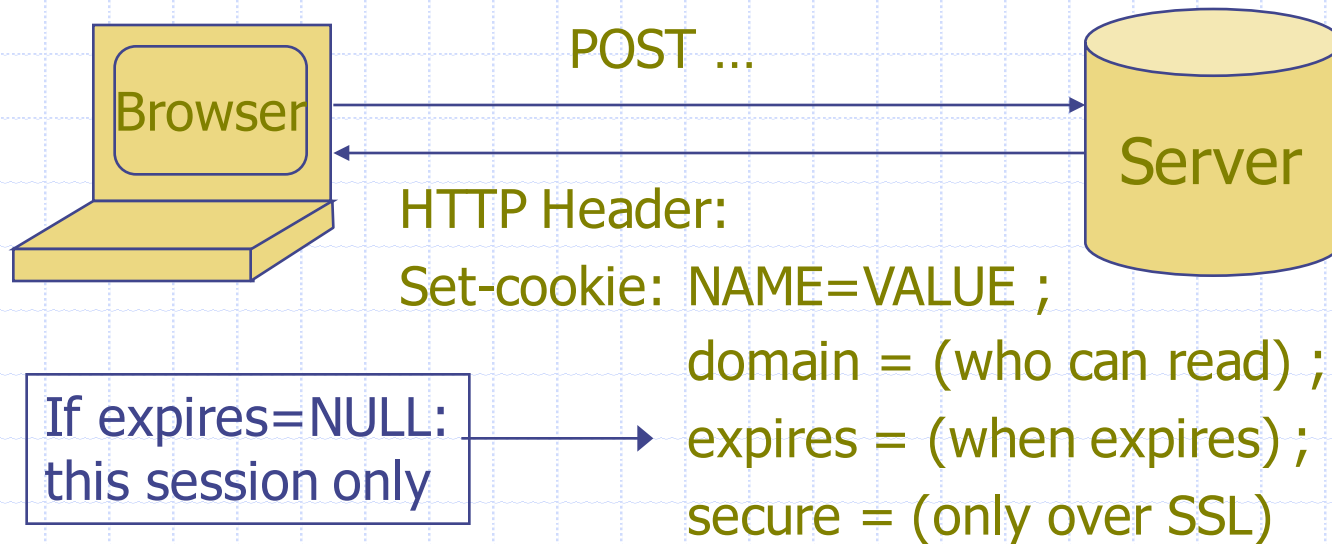 POST ...
Browser
Server
HTTP Header:
Set-cookie: NAME=VALUE ;
domain = (who can read) ;
If expires=NULL:
expires = (when expires) ;
this session only
secure = (only over SSL)